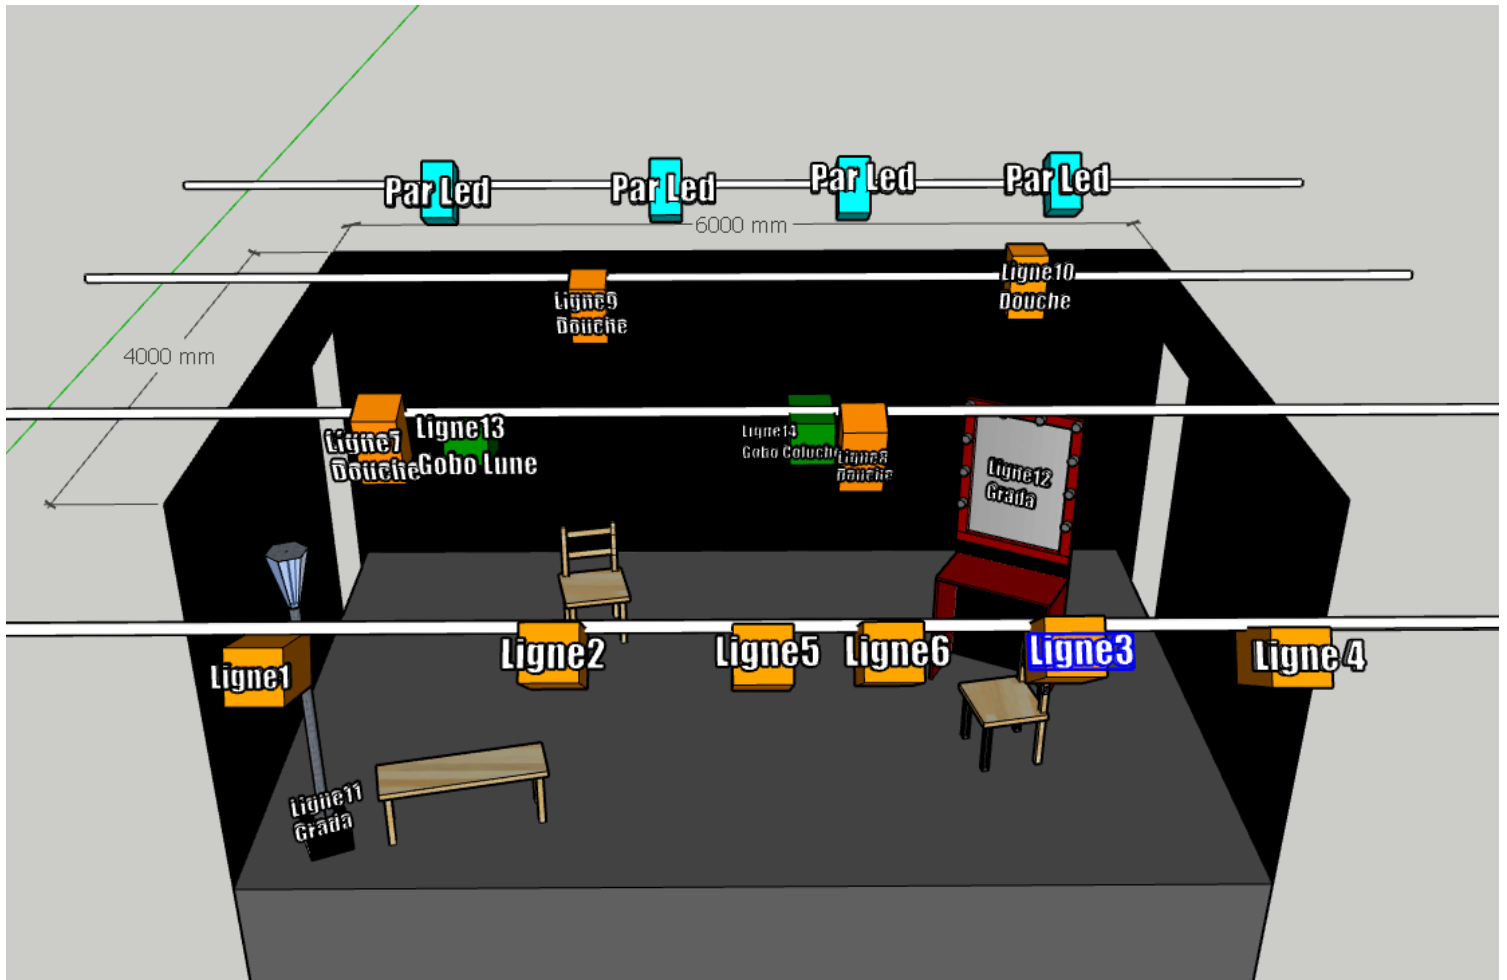 Par Led
Par Led
Par Led
Par Led
6000 mm
Ligne9
Douche
Ligne10
Douche
4000 mm
Ligne7
Douche
Ligne13
Gobo Lune
Ligne14
Gobo Coluche
Ligne8
Douche
Ligne12
Grada
Ligne1
Ligne2
Ligne5
Ligne6
Ligne3
Ligne 4
Ligne11
Grada